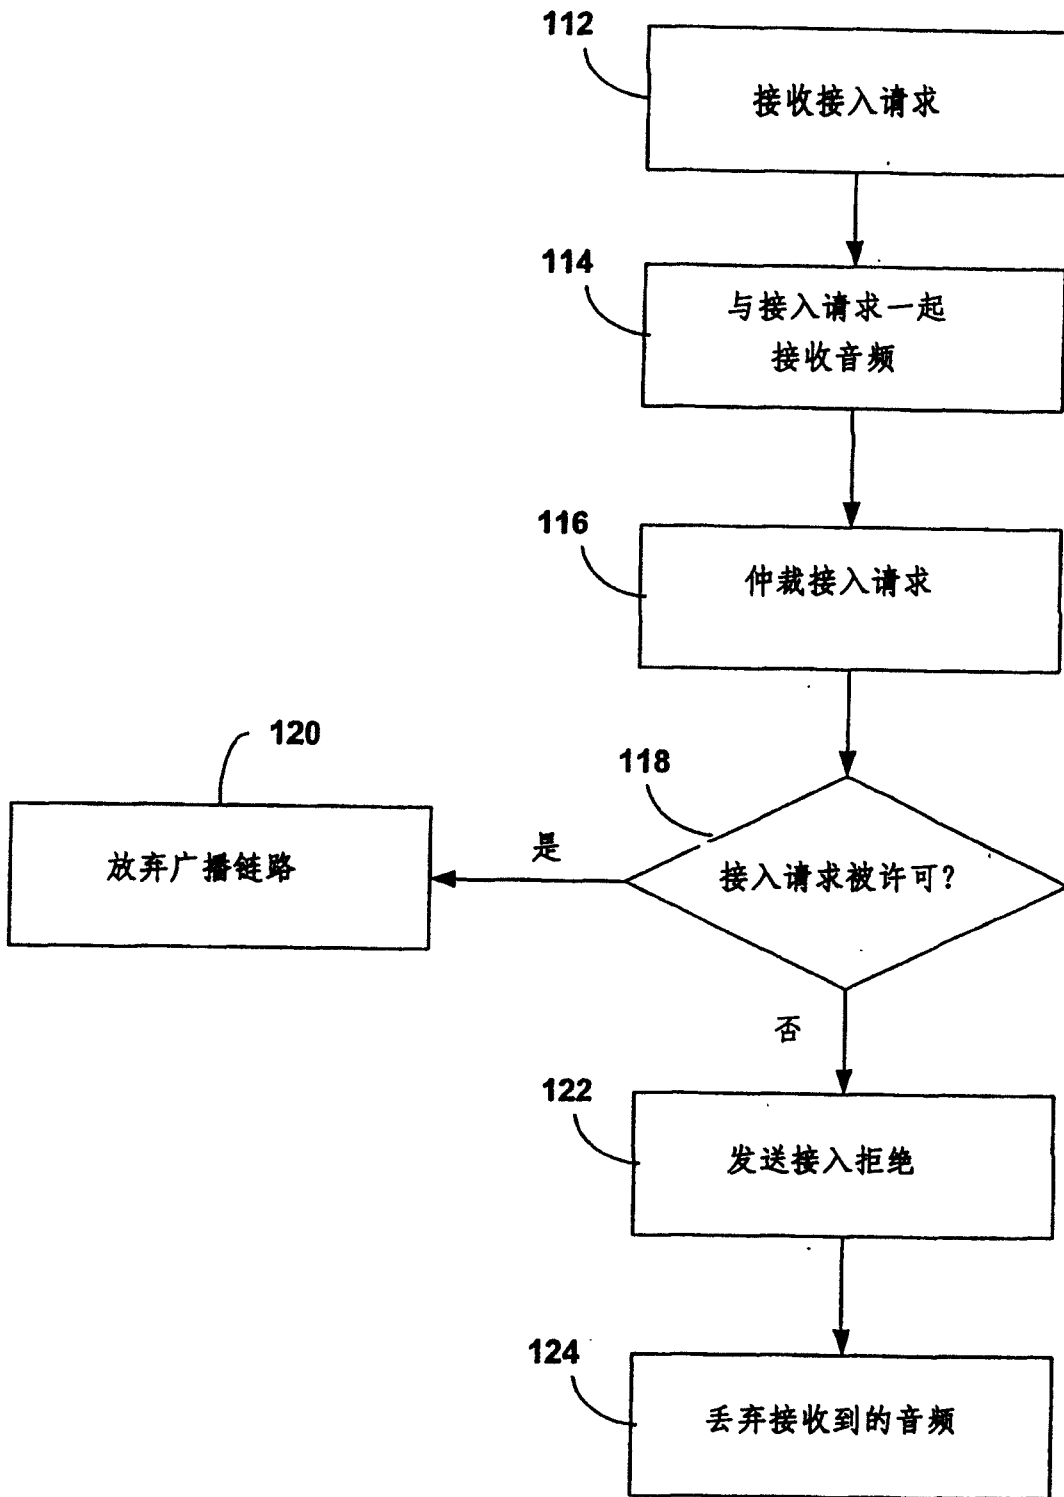 112
接收接入请求
114
与接入请求一起
接收音频
116
仲裁接入请求
120
118
放弃广播链路
是
接入请求被许可?
否
122
发送接入拒绝
124
丢弃接收到的音频